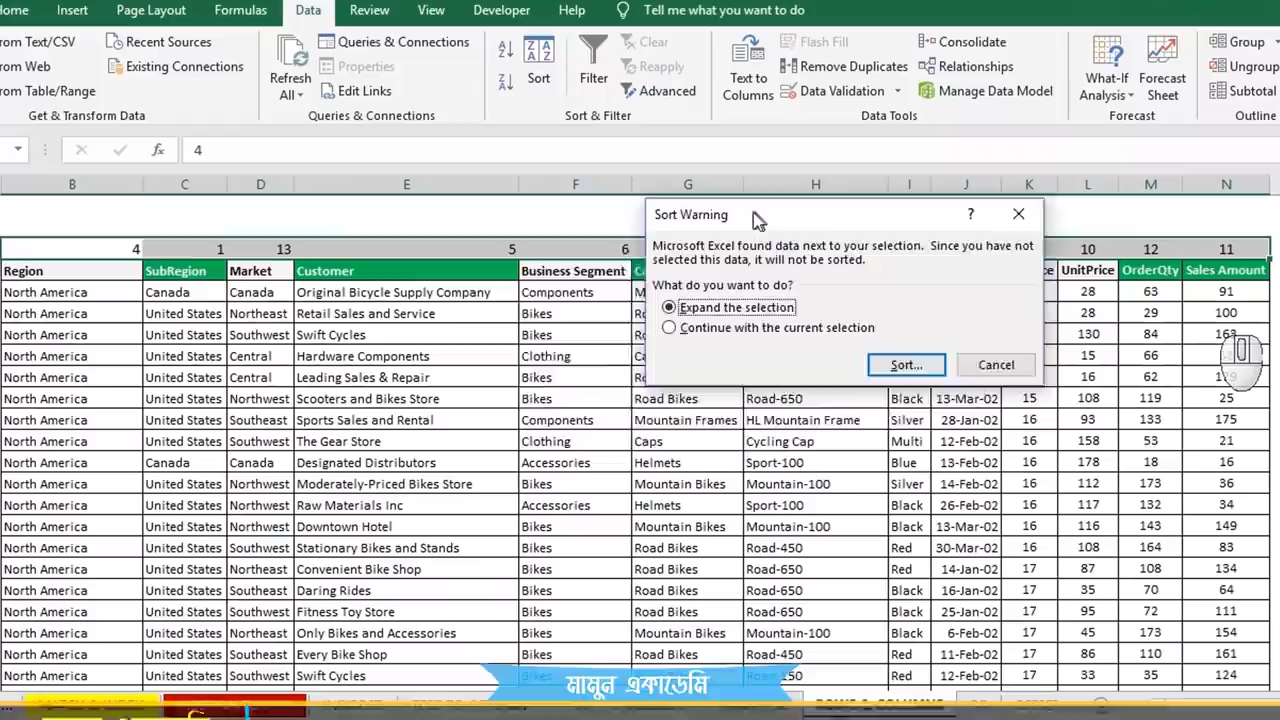 Home Insert Page Layout Formulas Data Review View Developer Help Tell me what you want to do
From Text/CSV Recent Sources Queries & Connections Clear Flash Fill Consolidate Group
From Web Existing Connections Properties Reapply Remove Duplicates Relationships Ungroup
From Table/Range Refresh All Edit Links Sort Filter Advanced Text to Columns Data Validation Manage Data Model What-If Analysis Forecast Sheet Subtotal
Get & Transform Data Queries & Connections Sort & Filter Data Tools Forecast Outline
fx 4
B C D E F G H I J K L M N
Sort Warning ?
Microsoft Excel found data next to your selection. Since you have not
selected this data, it will not be sorted.
What do you want to do?
Expand the selection
Continue with the current selection
Sort... Cancel
4 1 13 5 6 10 12 11
Region SubRegion Market Customer Business Segment UnitPrice OrderQty Sales Amount
North America Canada Canada Original Bicycle Supply Company Components 28 63 91
North America United States Northeast Retail Sales and Service Bikes 28 29 100
North America United States Southwest Swift Cycles Bikes 130 84 163
North America United States Central Hardware Components Clothing 15 66
North America United States Central Leading Sales & Repair Bikes 16 62 179
North America United States Southwest Scooters and Bikes Store Bikes Road Bikes Road-650 Black 13-Mar-02 15 108 119 25
North America United States Southeast Sports Sales and Rental Components Mountain Frames HL Mountain Frame Silver 28-Jan-02 16 93 133 175
North America United States Southwest The Gear Store Clothing Caps Cycling Cap Multi 12-Feb-02 16 158 53 21
North America Canada Canada Designated Distributors Accessories Helmets Sport-100 Blue 13-Feb-02 16 178 18 16
North America United States Northwest Moderately-Priced Bikes Store Bikes Mountain Bikes Mountain-100 Silver 14-Feb-02 16 112 173 36
North America United States Northwest Raw Materials Inc Accessories Helmets Sport-100 Black 26-Feb-02 16 117 132 34
North America United States Southwest Downtown Hotel Bikes Mountain Bikes Mountain-100 Black 13-Mar-02 16 116 143 149
North America United States Southwest Stationary Bikes and Stands Bikes Road Bikes Road-450 Red 30-Mar-02 16 108 164 83
North America United States Southwest Convenient Bike Shop Bikes Road Bikes Road-450 Red 14-Jan-02 17 87 108 134
North America United States Southeast Daring Rides Bikes Road Bikes Road-650 Black 16-Jan-02 17 35 70 64
North America United States Southwest Fitness Toy Store Bikes Road Bikes Road-650 Black 25-Jan-02 17 95 72 111
North America United States Northeast Only Bikes and Accessories Bikes Mountain Bikes Mountain-100 Black 6-Feb-02 17 45 173 154
North America United States Southeast Every Bike Shop Bikes Road Bikes Road-650 Red 11-Feb-02 17 86 110 161
North America United States Southwest Swift Cycles Bikes Red 12-Feb-02 17 33 135 124
মামুন একাডেমি